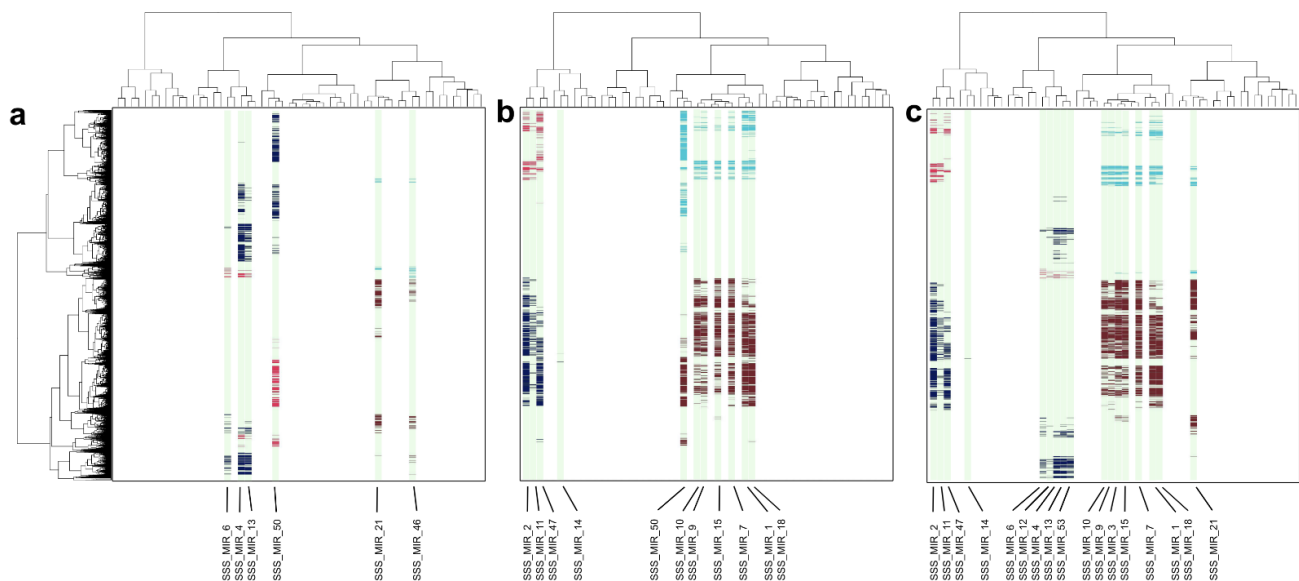 a
b
c
SSS_MIR_6
SSS_MIR_4
SSS_MIR_13
SSS_MIR_50
SSS_MIR_21
SSS_MIR_46
SSS_MIR_2
SSS_MIR_11
SSS_MIR_47
SSS_MIR_14
SSS_MIR_50
SSS_MIR_10
SSS_MIR_9
SSS_MIR_15
SSS_MIR_7
SSS_MIR_1
SSS_MIR_18
SSS_MIR_2
SSS_MIR_11
SSS_MIR_47
SSS_MIR_14
SSS_MIR_6
SSS_MIR_12
SSS_MIR_4
SSS_MIR_13
SSS_MIR_53
SSS_MIR_10
SSS_MIR_9
SSS_MIR_3
SSS_MIR_15
SSS_MIR_7
SSS_MIR_1
SSS_MIR_18
SSS_MIR_21